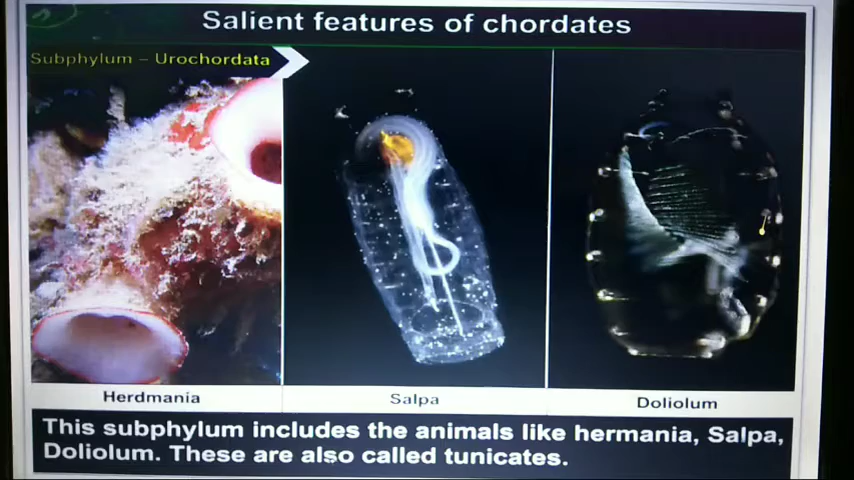 Salient features of chordates
Subphylum – Urochordata
Herdmania
Salpa
Doliolum
This subphylum includes the animals like hermania, Salpa,
Doliolum. These are also called tunicates.